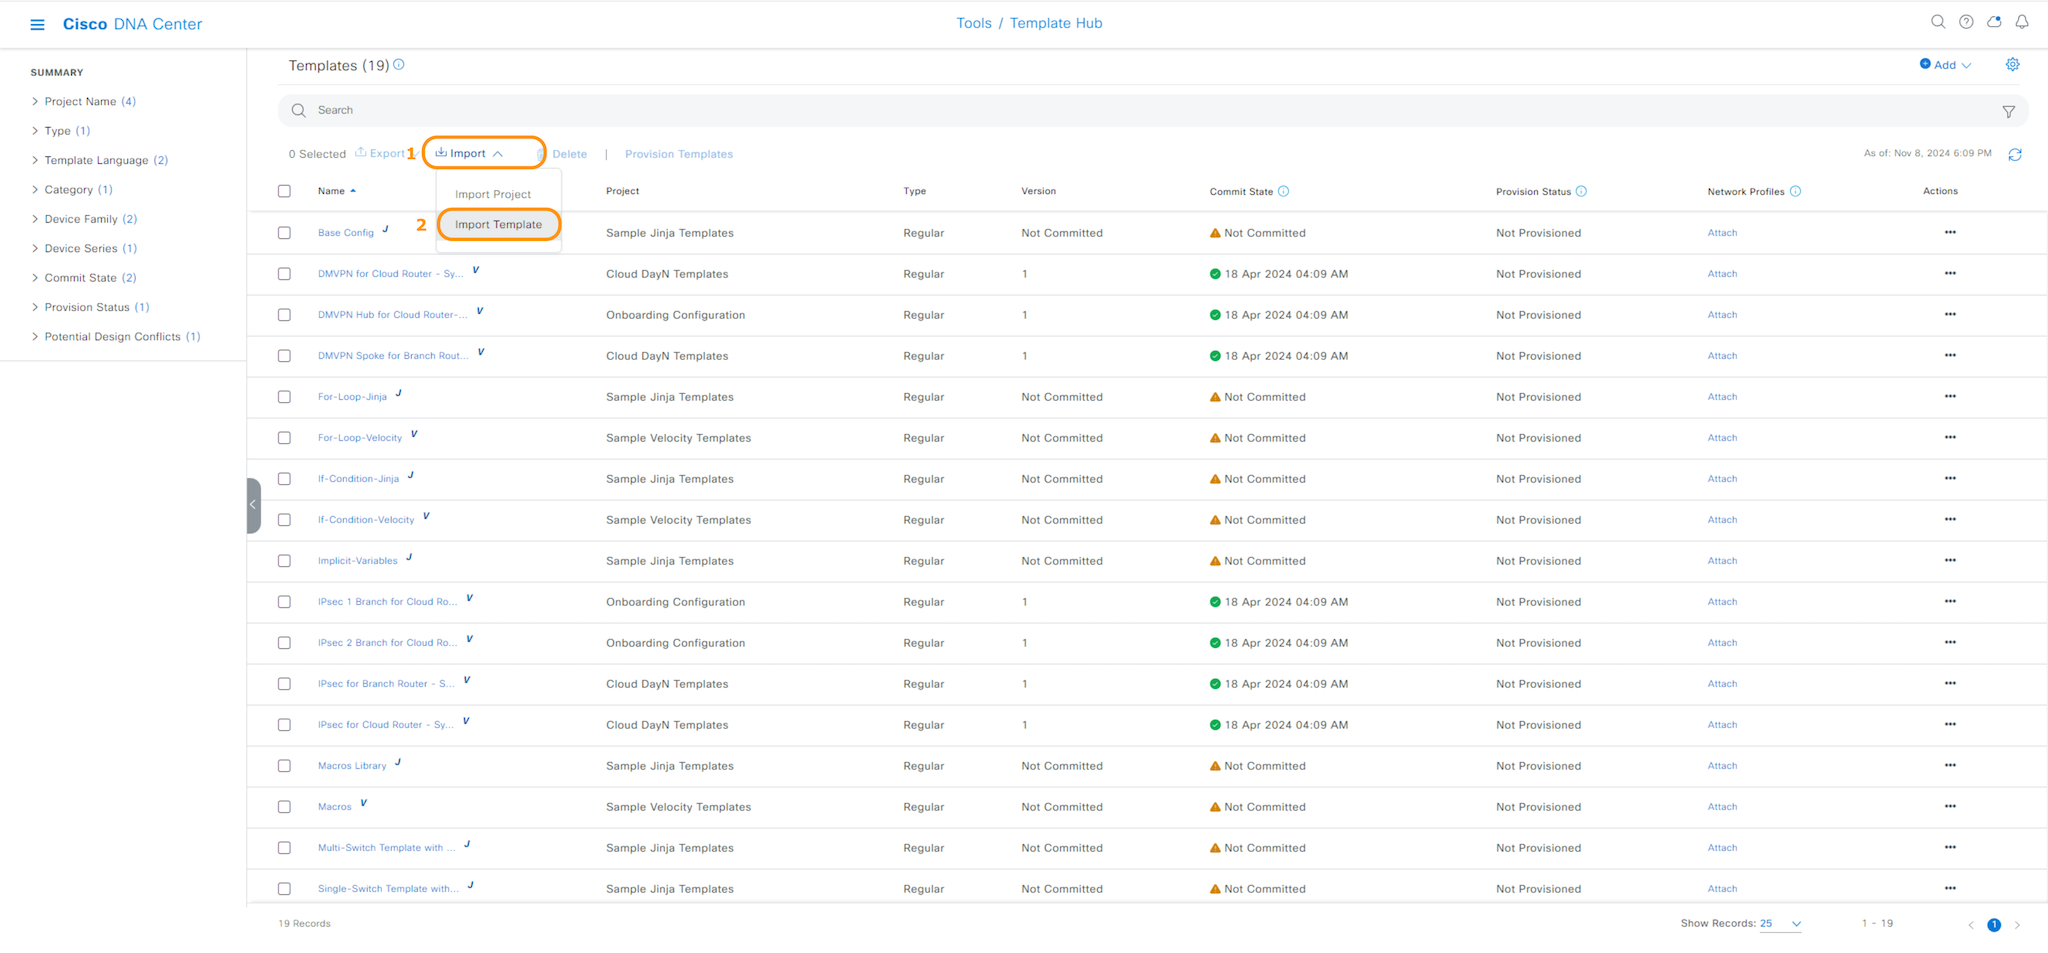 Cisco DNA Center
Tools / Template Hub
SUMMARY
Project Name (4)
Type (1)
Template Language (2)
Category (1)
Device Family (2)
Device Series (1)
Commit State (2)
Provision Status (1)
Potential Design Conflicts (1)
Templates (19)
Add
Search
0 Selected Export 1 Import Delete | Provision Templates As of: Nov 8, 2024 6:09 PM
Import Project
2 Import Template
Name Project Type Version Commit State Provision Status Network Profiles Actions
Base Config J Sample Jinja Templates Regular Not Committed Not Committed Not Provisioned Attach
DMVPN for Cloud Router - Sy... V Cloud DayN Templates Regular 1 18 Apr 2024 04:09 AM Not Provisioned Attach
DMVPN Hub for Cloud Router-... V Onboarding Configuration Regular 1 18 Apr 2024 04:09 AM Not Provisioned Attach
DMVPN Spoke for Branch Rout... V Cloud DayN Templates Regular 1 18 Apr 2024 04:09 AM Not Provisioned Attach
For-Loop-Jinja J Sample Jinja Templates Regular Not Committed Not Committed Not Provisioned Attach
For-Loop-Velocity V Sample Velocity Templates Regular Not Committed Not Committed Not Provisioned Attach
If-Condition-Jinja J Sample Jinja Templates Regular Not Committed Not Committed Not Provisioned Attach
If-Condition-Velocity V Sample Velocity Templates Regular Not Committed Not Committed Not Provisioned Attach
Implicit-Variables J Sample Jinja Templates Regular Not Committed Not Committed Not Provisioned Attach
IPsec 1 Branch for Cloud Ro... V Onboarding Configuration Regular 1 18 Apr 2024 04:09 AM Not Provisioned Attach
IPsec 2 Branch for Cloud Ro... V Onboarding Configuration Regular 1 18 Apr 2024 04:09 AM Not Provisioned Attach
IPsec for Branch Router - S... V Cloud DayN Templates Regular 1 18 Apr 2024 04:09 AM Not Provisioned Attach
IPsec for Cloud Router - Sy... V Cloud DayN Templates Regular 1 18 Apr 2024 04:09 AM Not Provisioned Attach
Macros Library J Sample Jinja Templates Regular Not Committed Not Committed Not Provisioned Attach
Macros V Sample Velocity Templates Regular Not Committed Not Committed Not Provisioned Attach
Multi-Switch Template with ... J Sample Jinja Templates Regular Not Committed Not Committed Not Provisioned Attach
Single-Switch Template with... J Sample Jinja Templates Regular Not Committed Not Committed Not Provisioned Attach
19 Records Show Records: 25 1 - 19 1